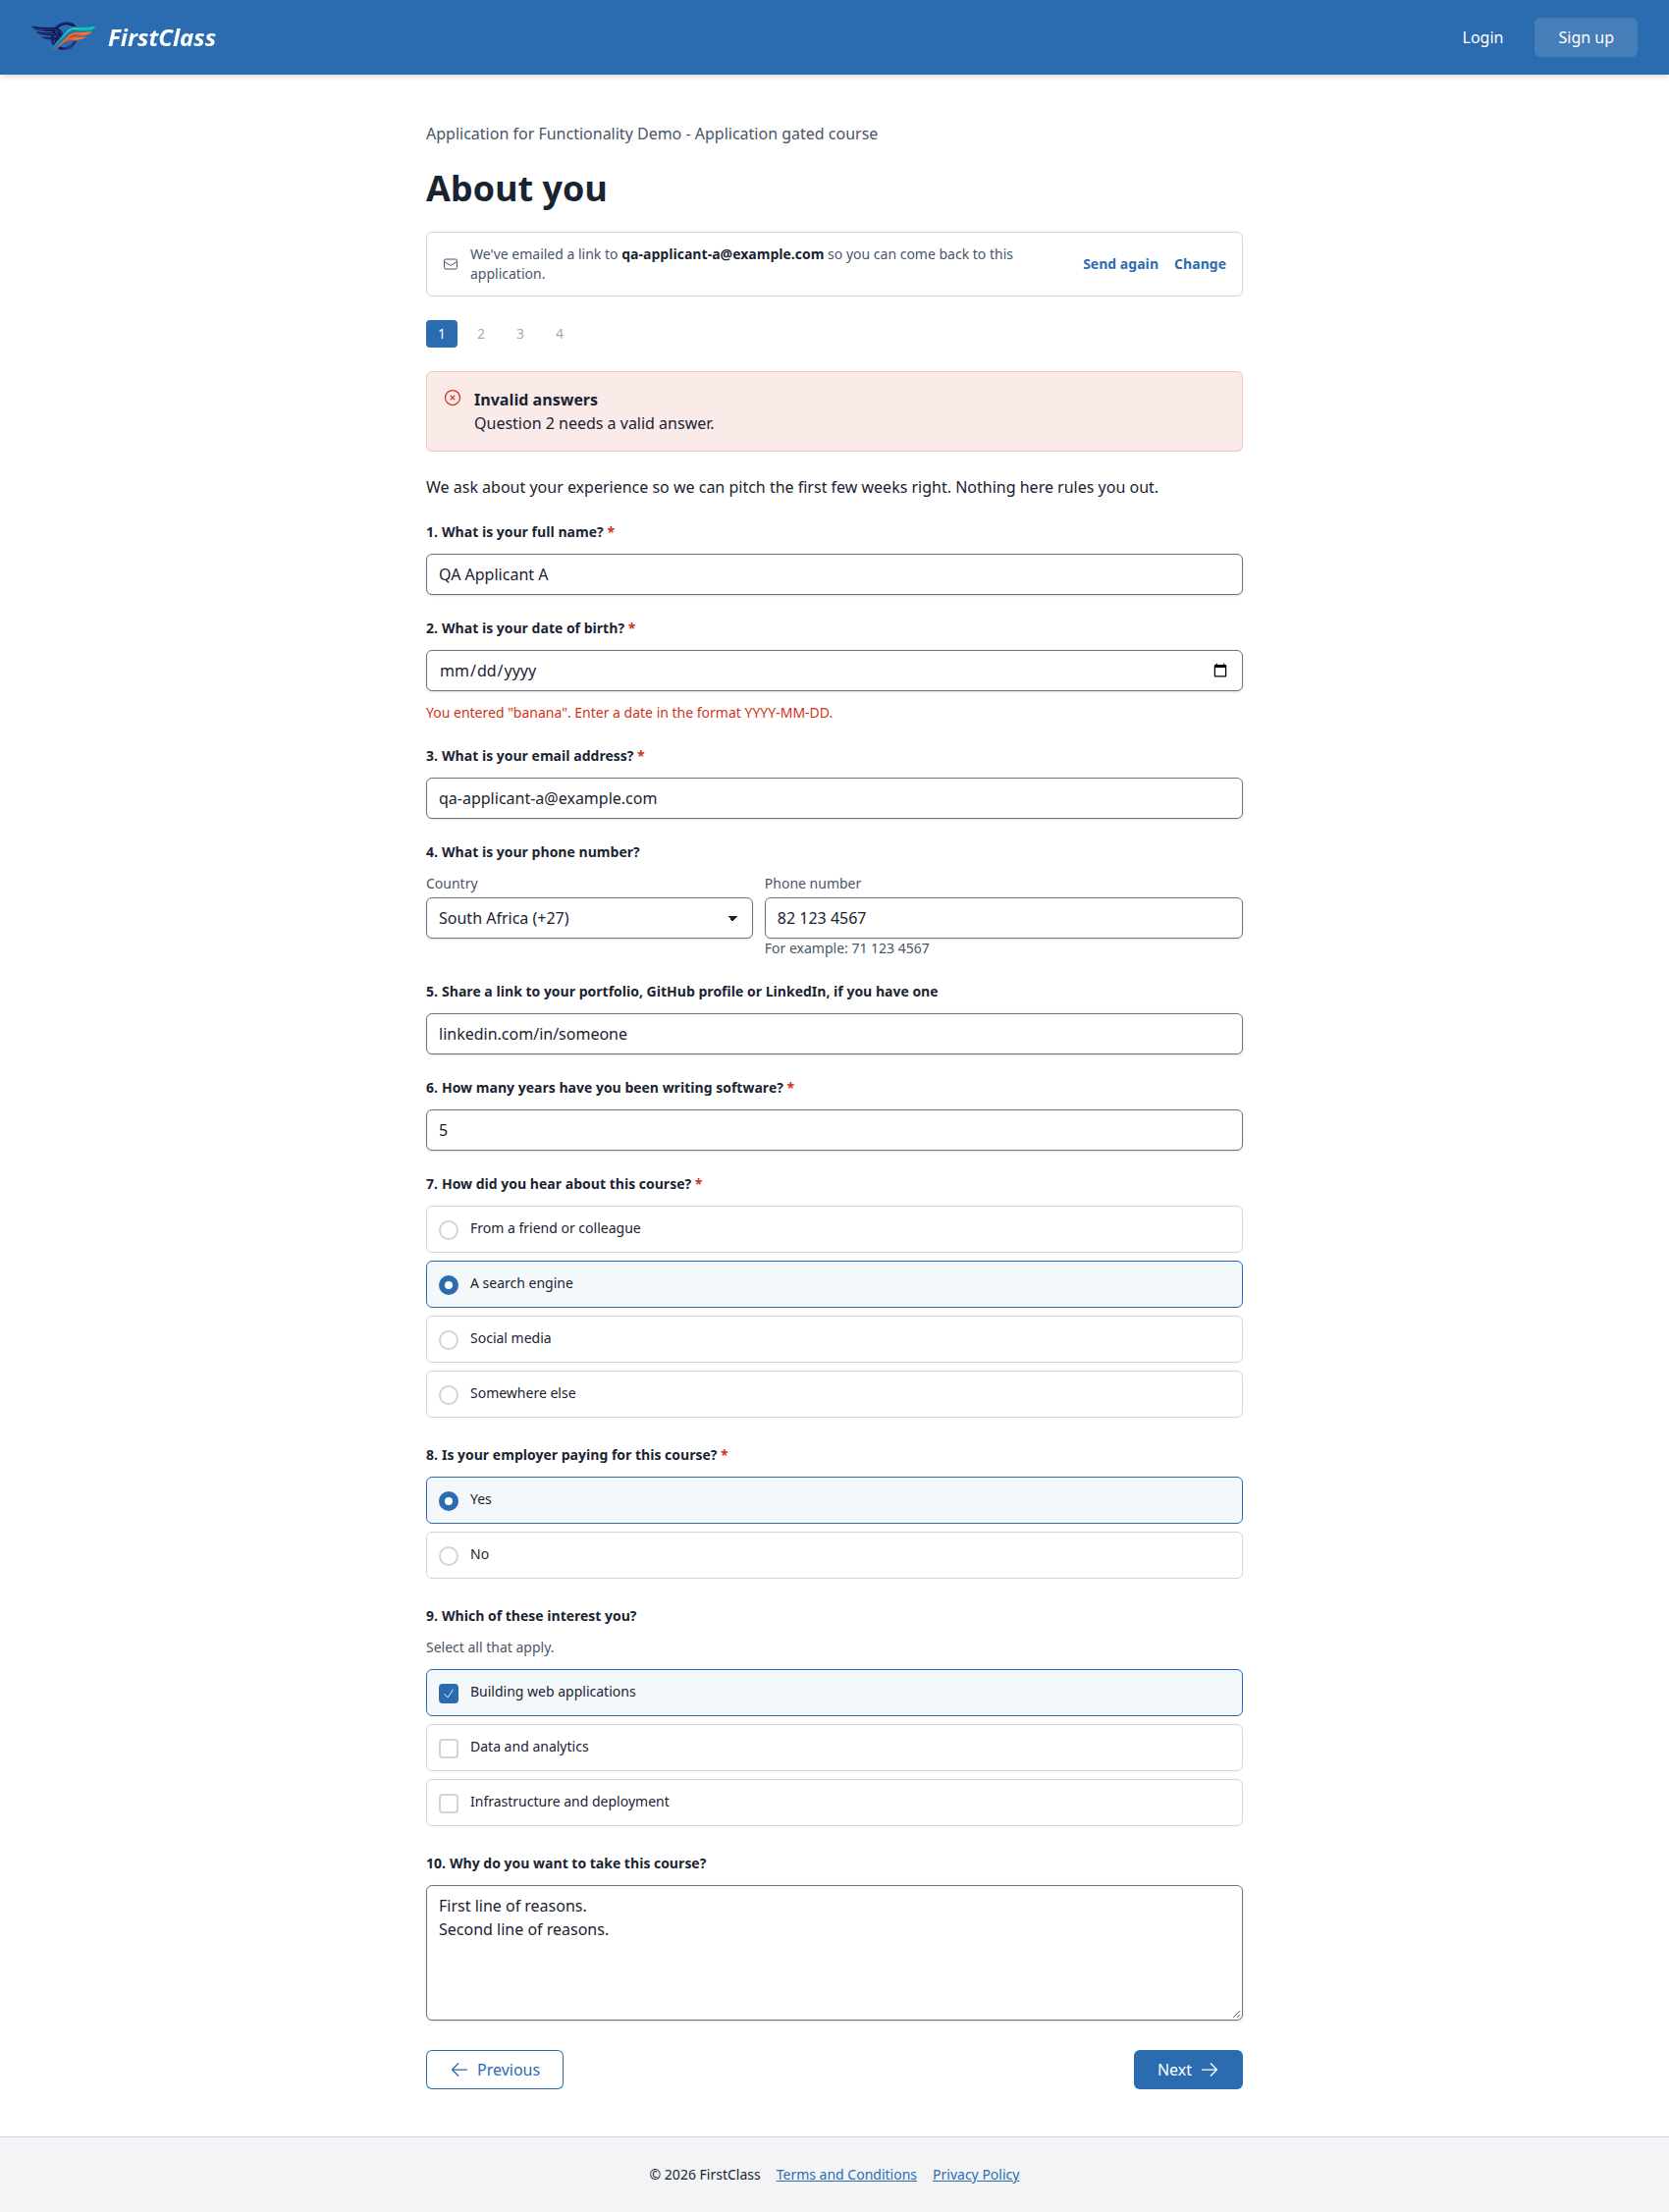 FirstClass
Login
Sign up
Application for Functionality Demo - Application gated course
About you
We've emailed a link to qa-applicant-a@example.com so you can come back to this
application.
Send again
Change
1
2
3
4
Invalid answers
Question 2 needs a valid answer.
We ask about your experience so we can pitch the first few weeks right. Nothing here rules you out.
1. What is your full name? *
QA Applicant A
2. What is your date of birth? *
mm/dd/yyyy
You entered "banana". Enter a date in the format YYYY-MM-DD.
3. What is your email address? *
qa-applicant-a@example.com
4. What is your phone number?
Country
Phone number
South Africa (+27)
82 123 4567
For example: 71 123 4567
5. Share a link to your portfolio, GitHub profile or LinkedIn, if you have one
linkedin.com/in/someone
6. How many years have you been writing software? *
5
7. How did you hear about this course? *
From a friend or colleague
A search engine
Social media
Somewhere else
8. Is your employer paying for this course? *
Yes
No
9. Which of these interest you?
Select all that apply.
Building web applications
Data and analytics
Infrastructure and deployment
10. Why do you want to take this course?
First line of reasons.
Second line of reasons.
Previous
Next
© 2026 FirstClass
Terms and Conditions
Privacy Policy